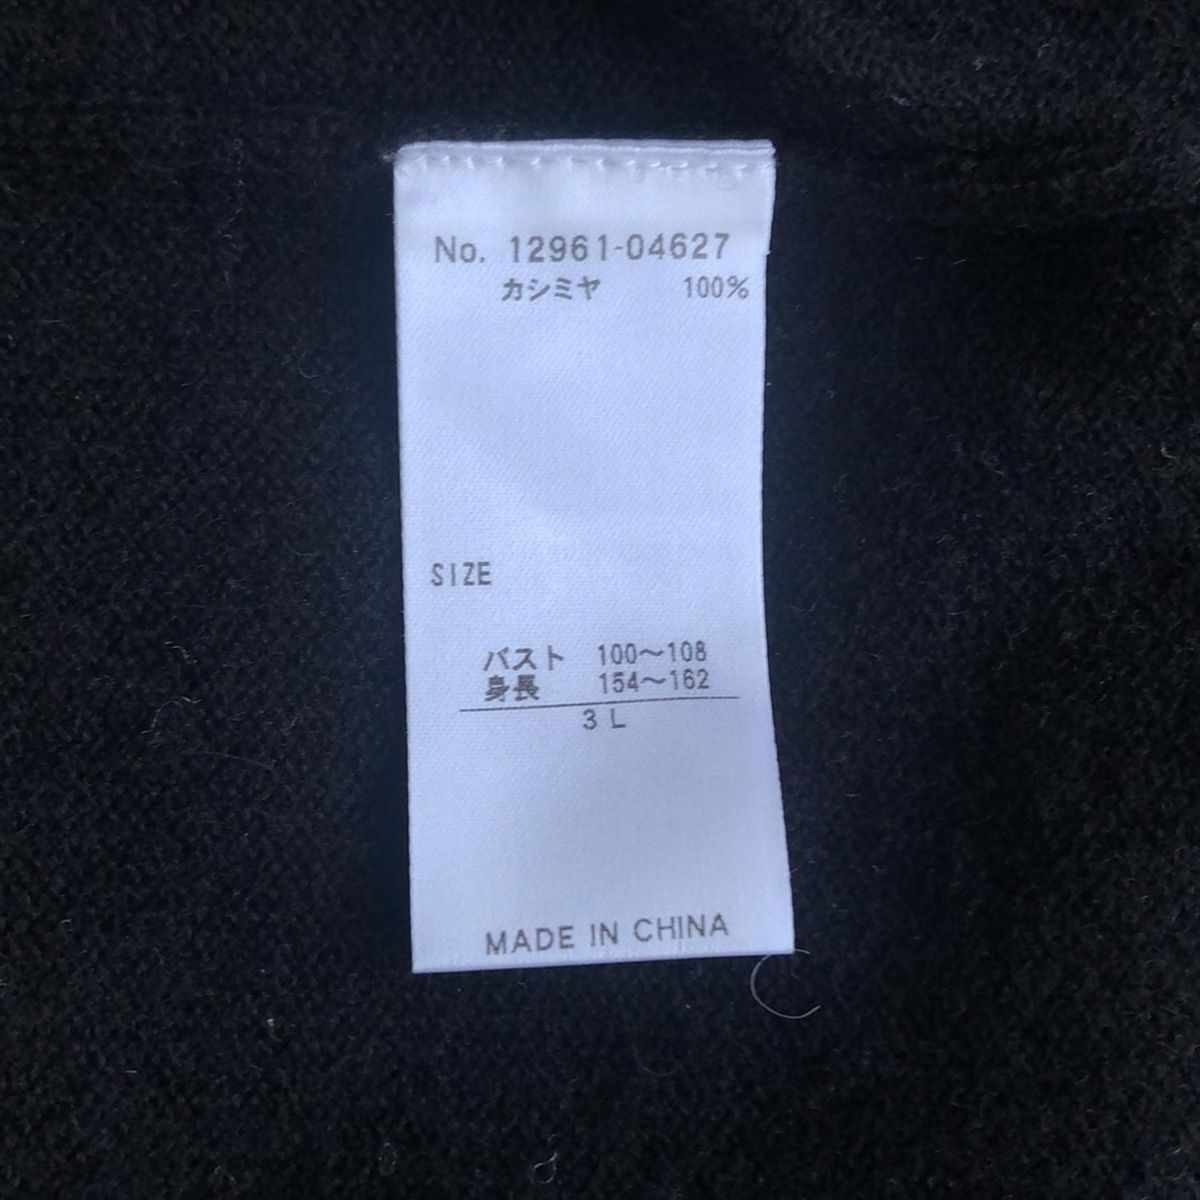 No. 12961-04627
カシミヤ 100%
SIZE
バスト 100〜108
身長 154〜162
3L
MADE IN CHINA